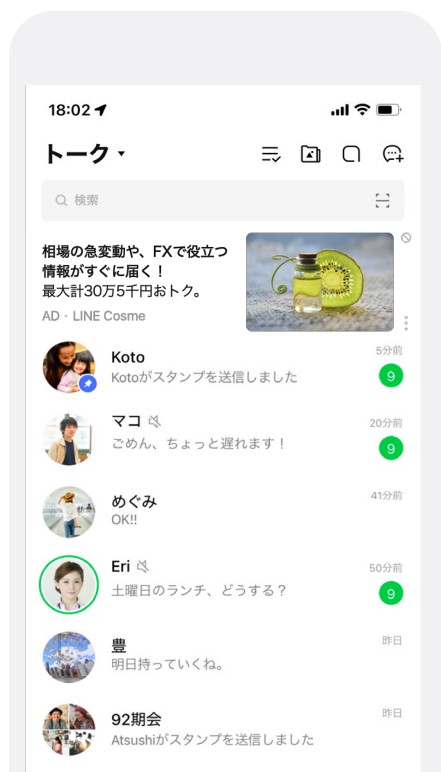 18:02
トーク
検索
相場の急変動や、FXで役立つ
情報がすぐに届く！
最大計30万5千円おトク。
AD・LINE Cosme
Koto
5分前
Kotoがスタンプを送信しました
9
マコ
20分前
ごめん、ちょっと遅れます！
9
めぐみ
41分前
OK!!
Eri
50分前
土曜日のランチ、どうする？
9
豊
昨日
明日持っていくね。
92期会
昨日
Atsushiがスタンプを送信しました